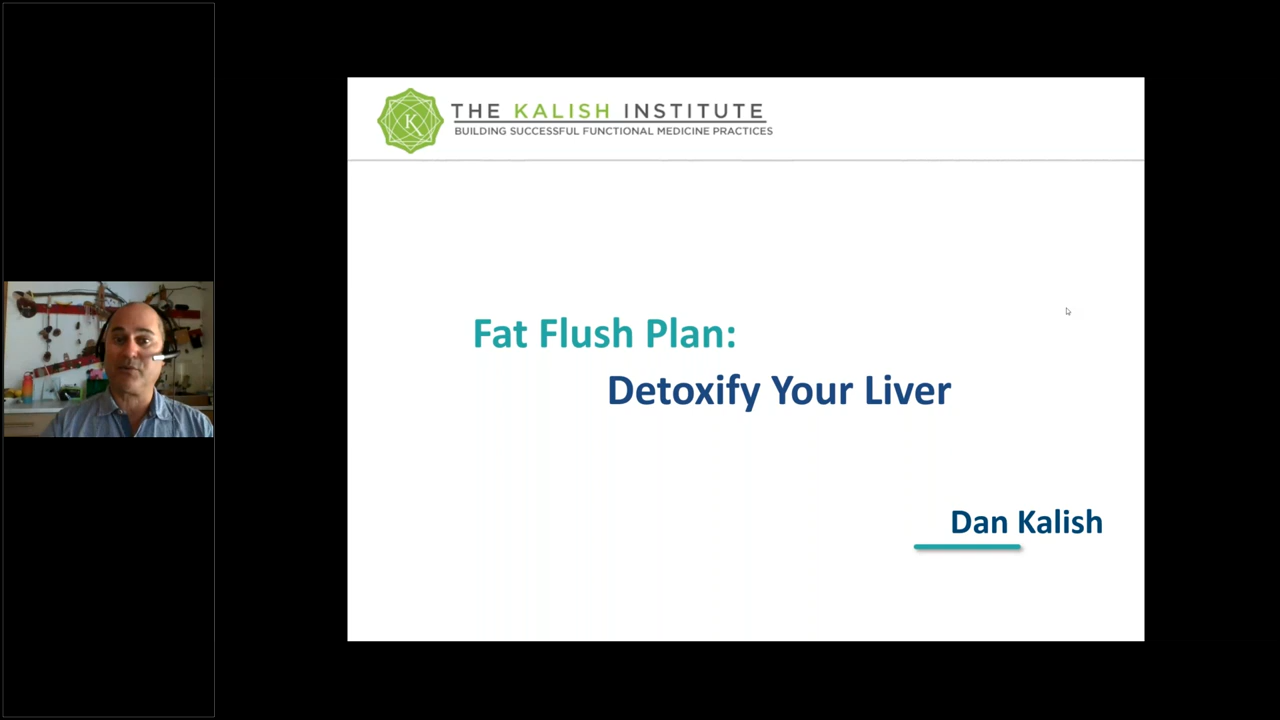 K
THE KALISH INSTITUTE
BUILDING SUCCESSFUL FUNCTIONAL MEDICINE PRACTICES
Fat Flush Plan:
Detoxify Your Liver
Dan Kalish